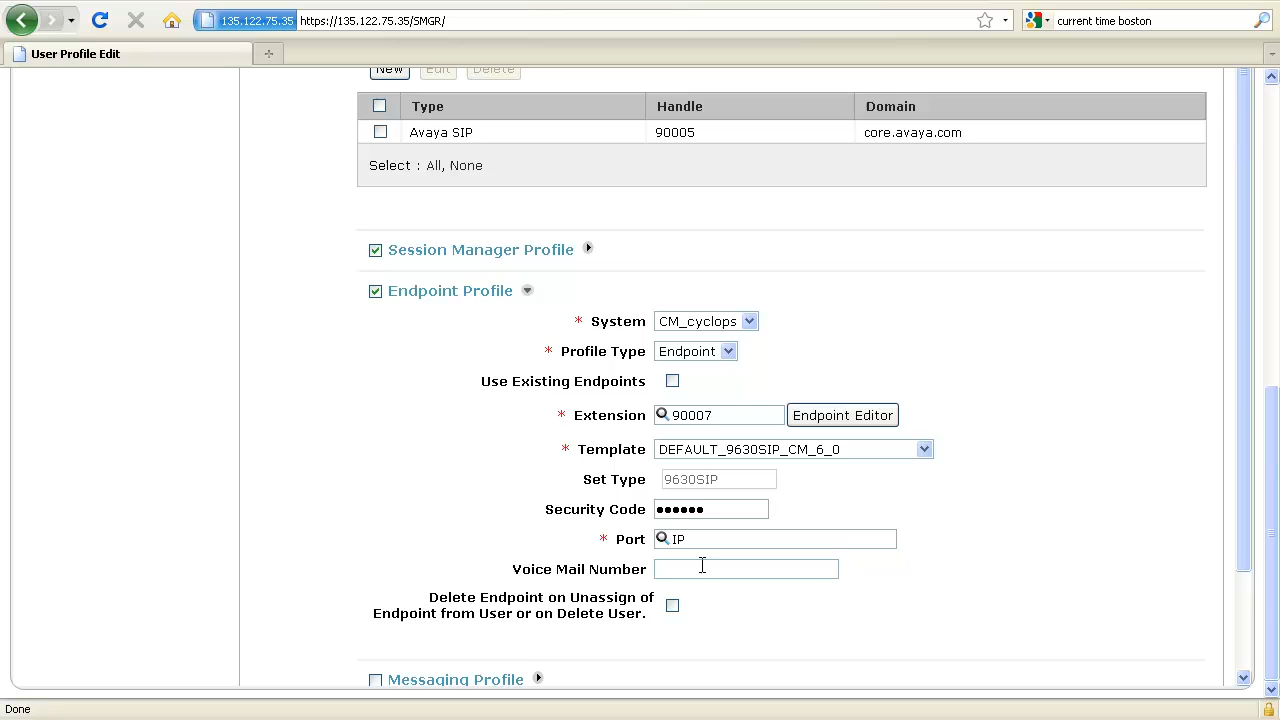 135.122.75.35 https://135.122.75.35/SMGR/
current time boston
User Profile Edit
New Edit Delete
Type Handle Domain
Avaya SIP 90005 core.avaya.com
Select : All, None
Session Manager Profile
Endpoint Profile
* System CM_cyclops
* Profile Type Endpoint
Use Existing Endpoints
* Extension 90007 Endpoint Editor
* Template DEFAULT_9630SIP_CM_6_0
Set Type 9630SIP
Security Code ●●●●●●
* Port IP
Voice Mail Number
Delete Endpoint on Unassign of
Endpoint from User or on Delete User.
Messaging Profile
Done